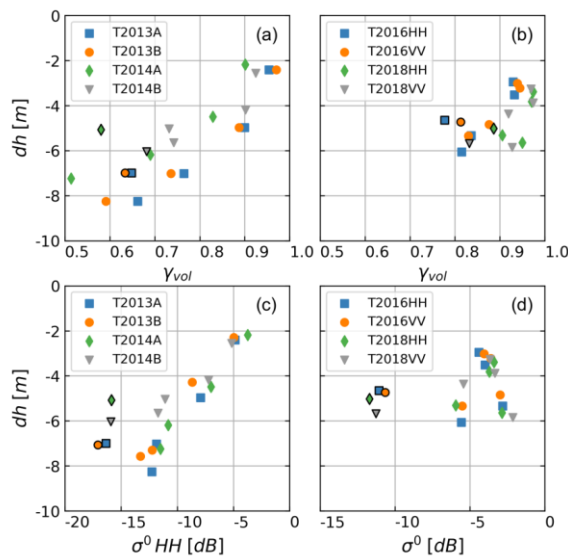 T2013A
T2013B
T2014A
T2014B
(a)
T2016HH
T2016VV
T2018HH
T2018VV
(b)
0
-2
-4
-6
-8
-10
dh [m]
0.5 0.6 0.7 0.8 0.9 1.0
0.5 0.6 0.7 0.8 0.9 1.0
γvol
γvol
T2013A
T2013B
T2014A
T2014B
(c)
T2016HH
T2016VV
T2018HH
T2018VV
(d)
0
-2
-4
-6
-8
-10
dh [m]
-20 -15 -10 -5 0
-15 -10 -5 0
σ⁰ HH [dB]
σ⁰ [dB]